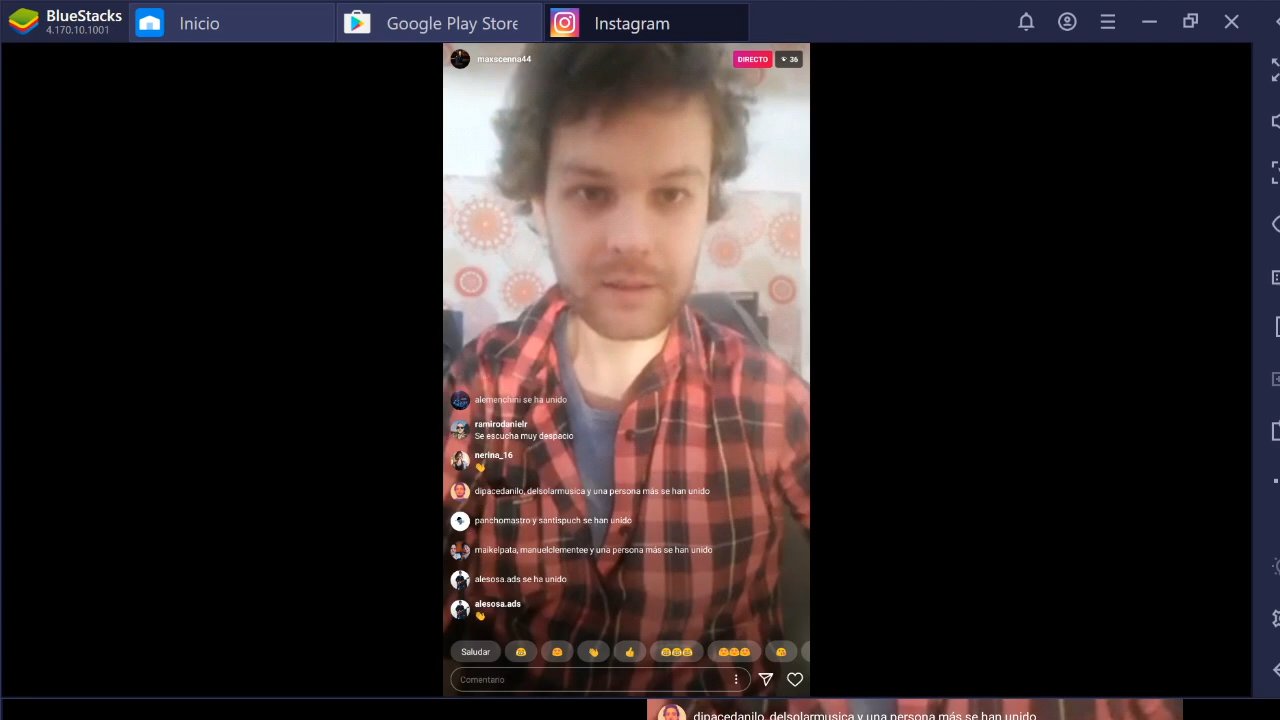 BlueStacks
4.170.10.1001
Inicio
Google Play Store
Instagram
maxscenna44
DIRECTO
36
alemenchini se ha unido
ramirodanielr
Se escucha muy despacio
nerina_16
dipacedanilo, delsolarmusica y una persona más se han unido
panchomastro y santispuch se han unido
maikelpata, manuelclementee y una persona más se han unido
alesosa.ads se ha unido
alesosa.ads
Saludar
Comentario
dipacedanilo, delsolarmusica y una persona más se han unido